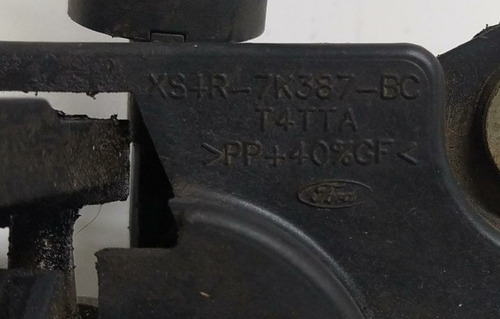 XS4R-7K387-BC
T4TTA
>PP+40%GF<
Ford